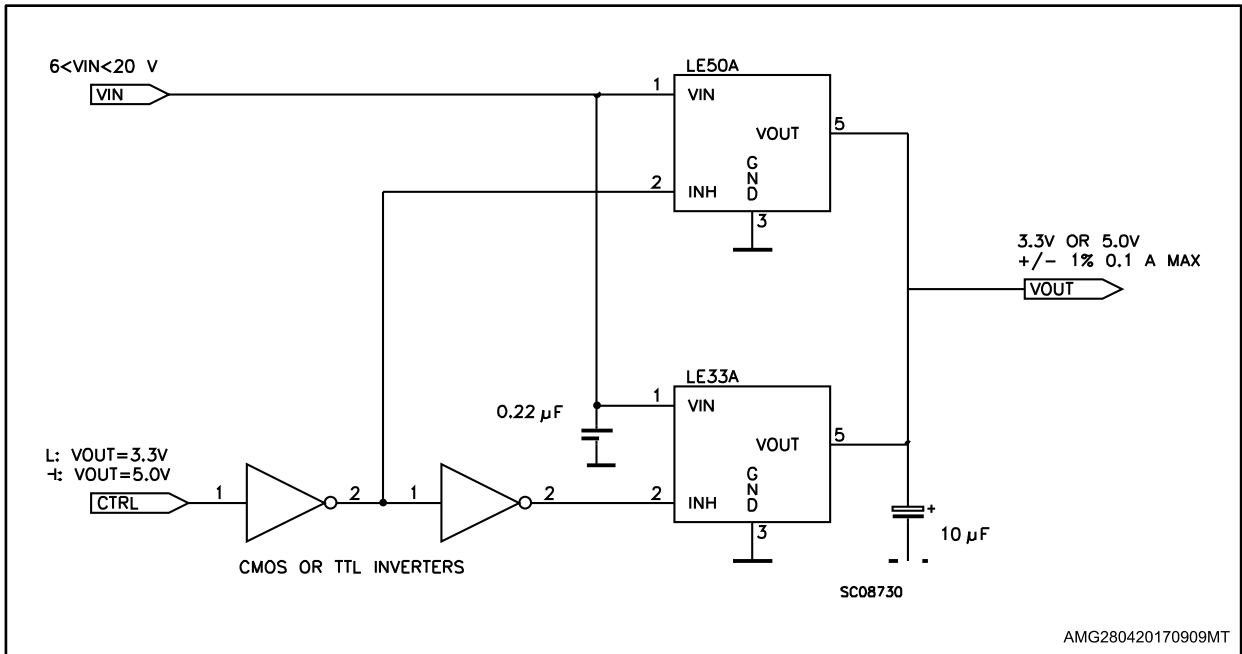 6<VIN<20 V
VIN
LE50A
1
VIN
VOUT
5
GND
2
INH
3
3.3V OR 5.0V
+/- 1% 0.1 A MAX
VOUT
LE33A
1
VIN
0.22 µF
VOUT
5
GND
L: VOUT=3.3V
H: VOUT=5.0V
CTRL
1
2
1
2
2
INH
3
+
10 µF
CMOS OR TTL INVERTERS
SC08730
AMG280420170909MT